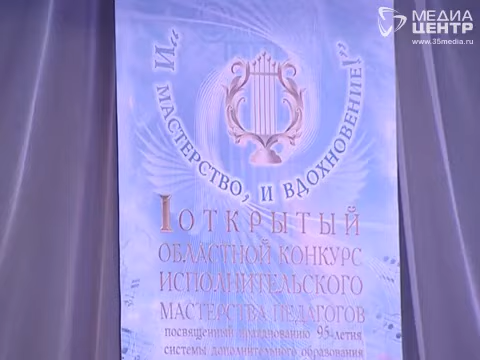 МЕДИА
ЦЕНТР
www.35media.ru
"И МАСТЕРСТВО, И ВДОХНОВЕНИЕ!"
I ОТКРЫТЫЙ
ОБЛАСТНОЙ КОНКУРС
ИСПОЛНИТЕЛЬСКОГО
МАСТЕРСТВА ПЕДАГОГОВ
посвященный празднованию 95-летия
системы дополнительного образования